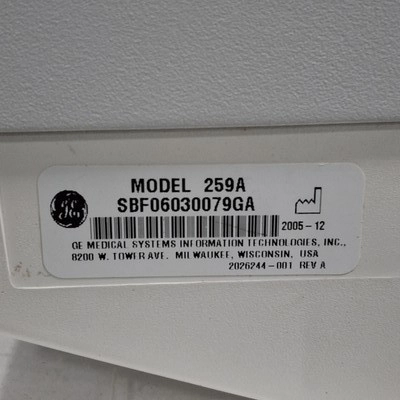 GE
MODEL 259A
SBF06030079GA
2005-12
GE MEDICAL SYSTEMS INFORMATION TECHNOLOGIES, INC.,
8200 W. TOWER AVE. MILWAUKEE, WISCONSIN, USA
2026244-001 REV A